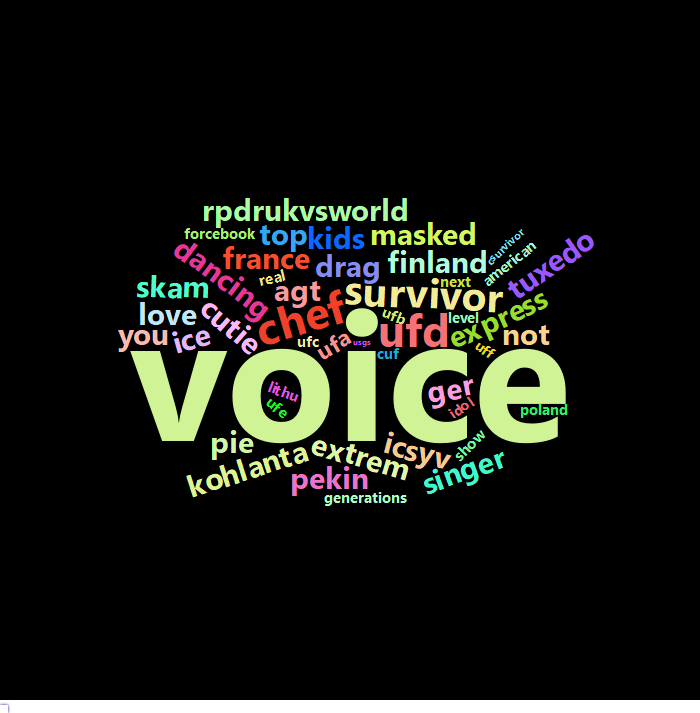 rpdrukvsworld
forcebook
top
kids
masked
dancing
france
drag
finland
survivor
american
tuxedo
real
next
skam
agt
survivor
love
cutie
chef
ufb
level
express
you
ice
ufc
ufa
usgs
ufd
cuf
uff
not
voice
lithu
ufe
ger
idol
poland
pie
kohlanta
extrem
icsyv
show
singer
pekin
generations